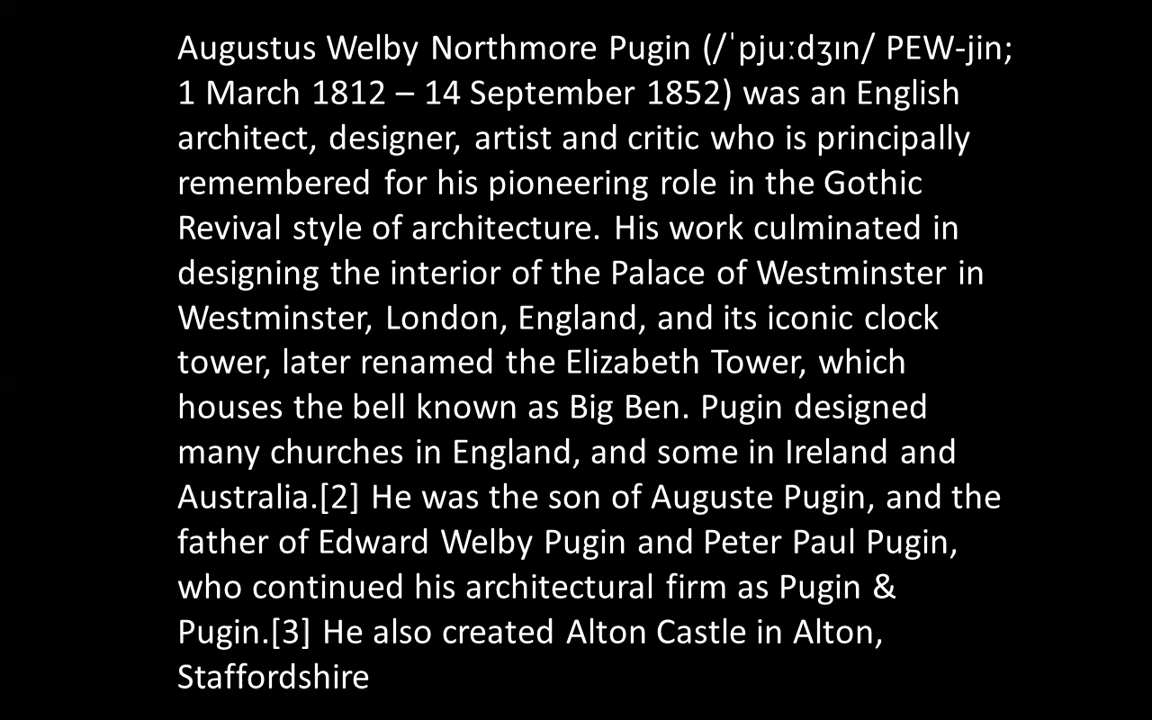 Augustus Welby Northmore Pugin (/ˈpjuːdʒɪn/ PEW-jin;
1 March 1812 – 14 September 1852) was an English
architect, designer, artist and critic who is principally
remembered for his pioneering role in the Gothic
Revival style of architecture. His work culminated in
designing the interior of the Palace of Westminster in
Westminster, London, England, and its iconic clock
tower, later renamed the Elizabeth Tower, which
houses the bell known as Big Ben. Pugin designed
many churches in England, and some in Ireland and
Australia.[2] He was the son of Auguste Pugin, and the
father of Edward Welby Pugin and Peter Paul Pugin,
who continued his architectural firm as Pugin &
Pugin.[3] He also created Alton Castle in Alton,
Staffordshire